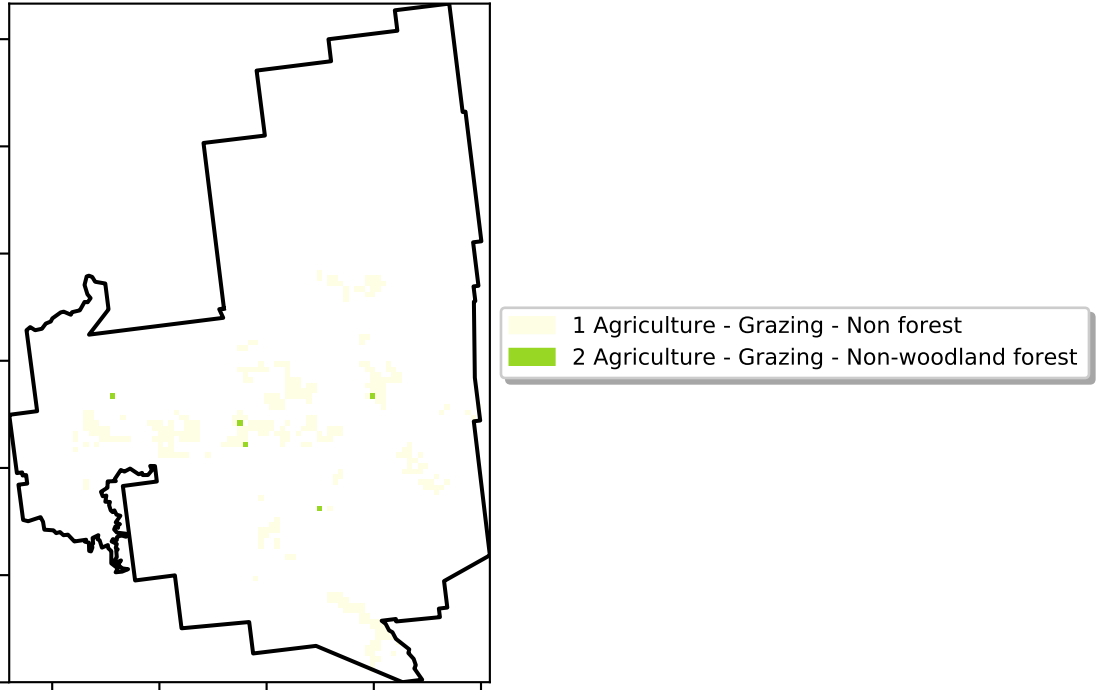 1 Agriculture - Grazing - Non forest
2 Agriculture - Grazing - Non-woodland forest